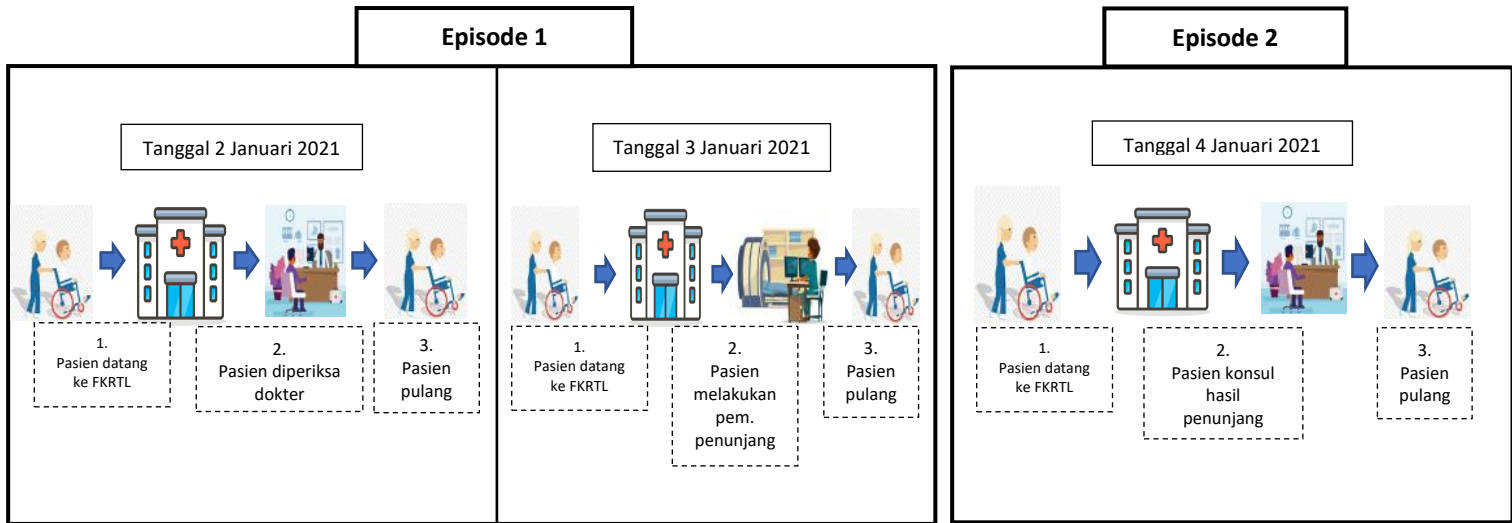 Episode 1
Episode 2
Tanggal 2 Januari 2021
Tanggal 3 Januari 2021
Tanggal 4 Januari 2021
1.
Pasien datang
ke FKRTL
2.
Pasien diperiksa
dokter
3.
Pasien
pulang
1.
Pasien datang
ke FKRTL
2.
Pasien
melakukan
pem.
penunjang
3.
Pasien
pulang
1.
Pasien datang
ke FKRTL
2.
Pasien konsul
hasil
penunjang
3.
Pasien
pulang